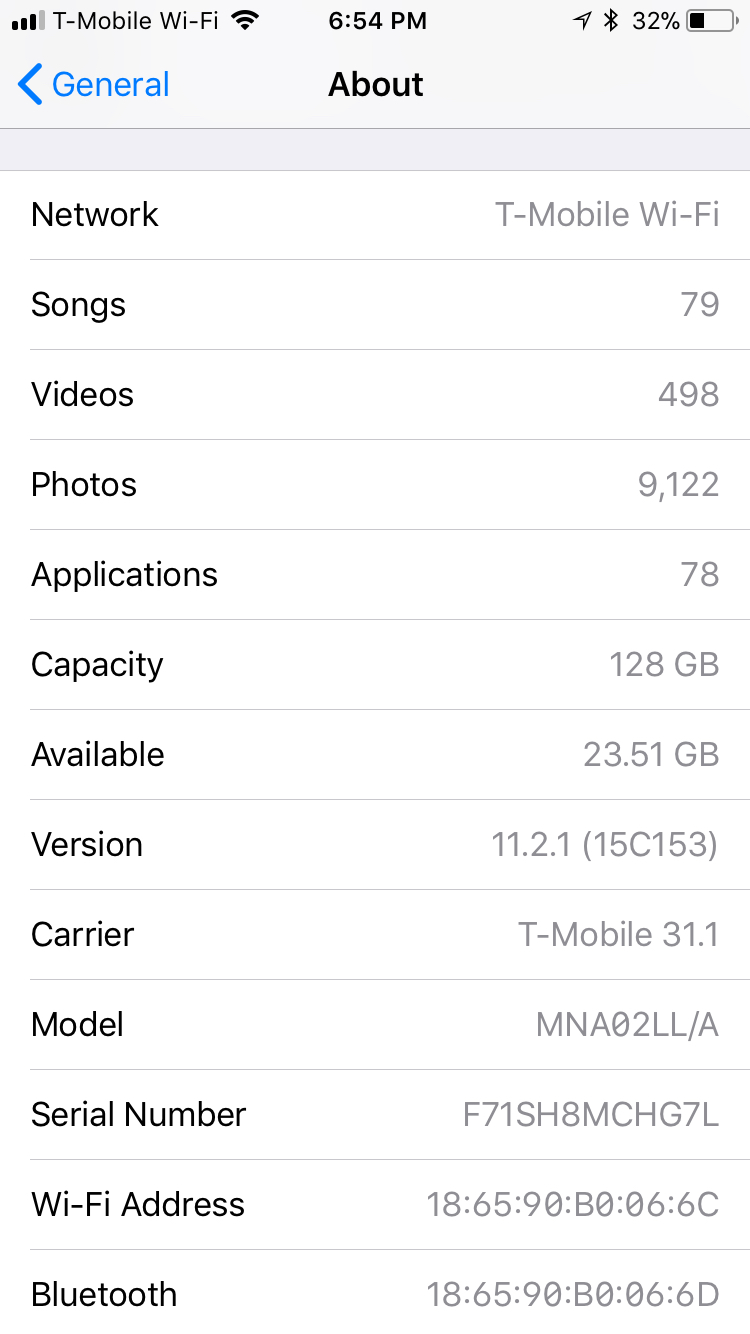 T-Mobile Wi-Fi 6:54 PM 32%
General About
Network T-Mobile Wi-Fi
Songs 79
Videos 498
Photos 9,122
Applications 78
Capacity 128 GB
Available 23.51 GB
Version 11.2.1 (15C153)
Carrier T-Mobile 31.1
Model MNA02LL/A
Serial Number F71SH8MCHG7L
Wi-Fi Address 18:65:90:B0:06:6C
Bluetooth 18:65:90:B0:06:6D